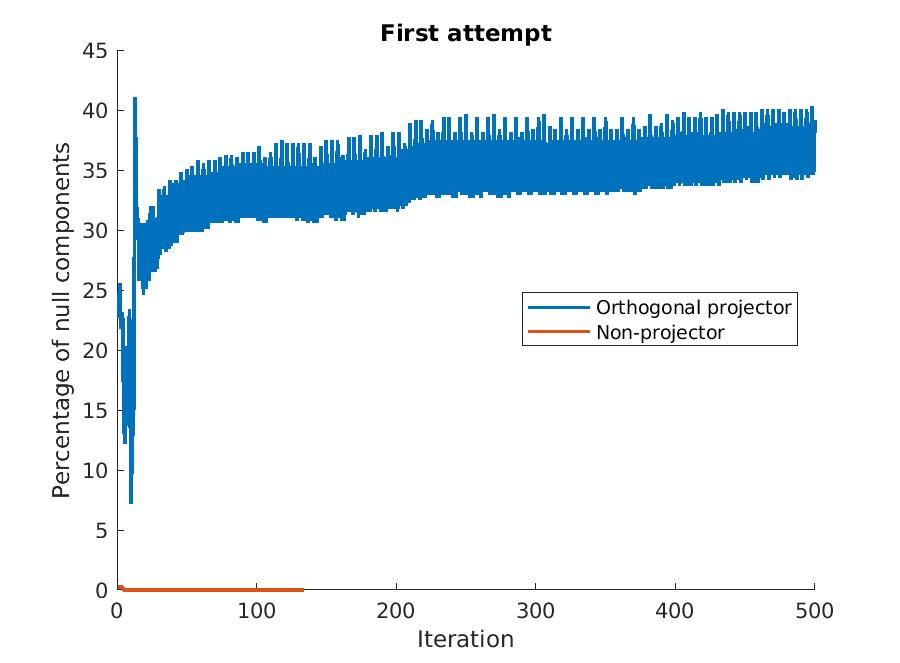 First attempt
Percentage of null components
45
40
35
30
25
20
15
10
5
0
Orthogonal projector
Non-projector
0 100 200 300 400 500
Iteration